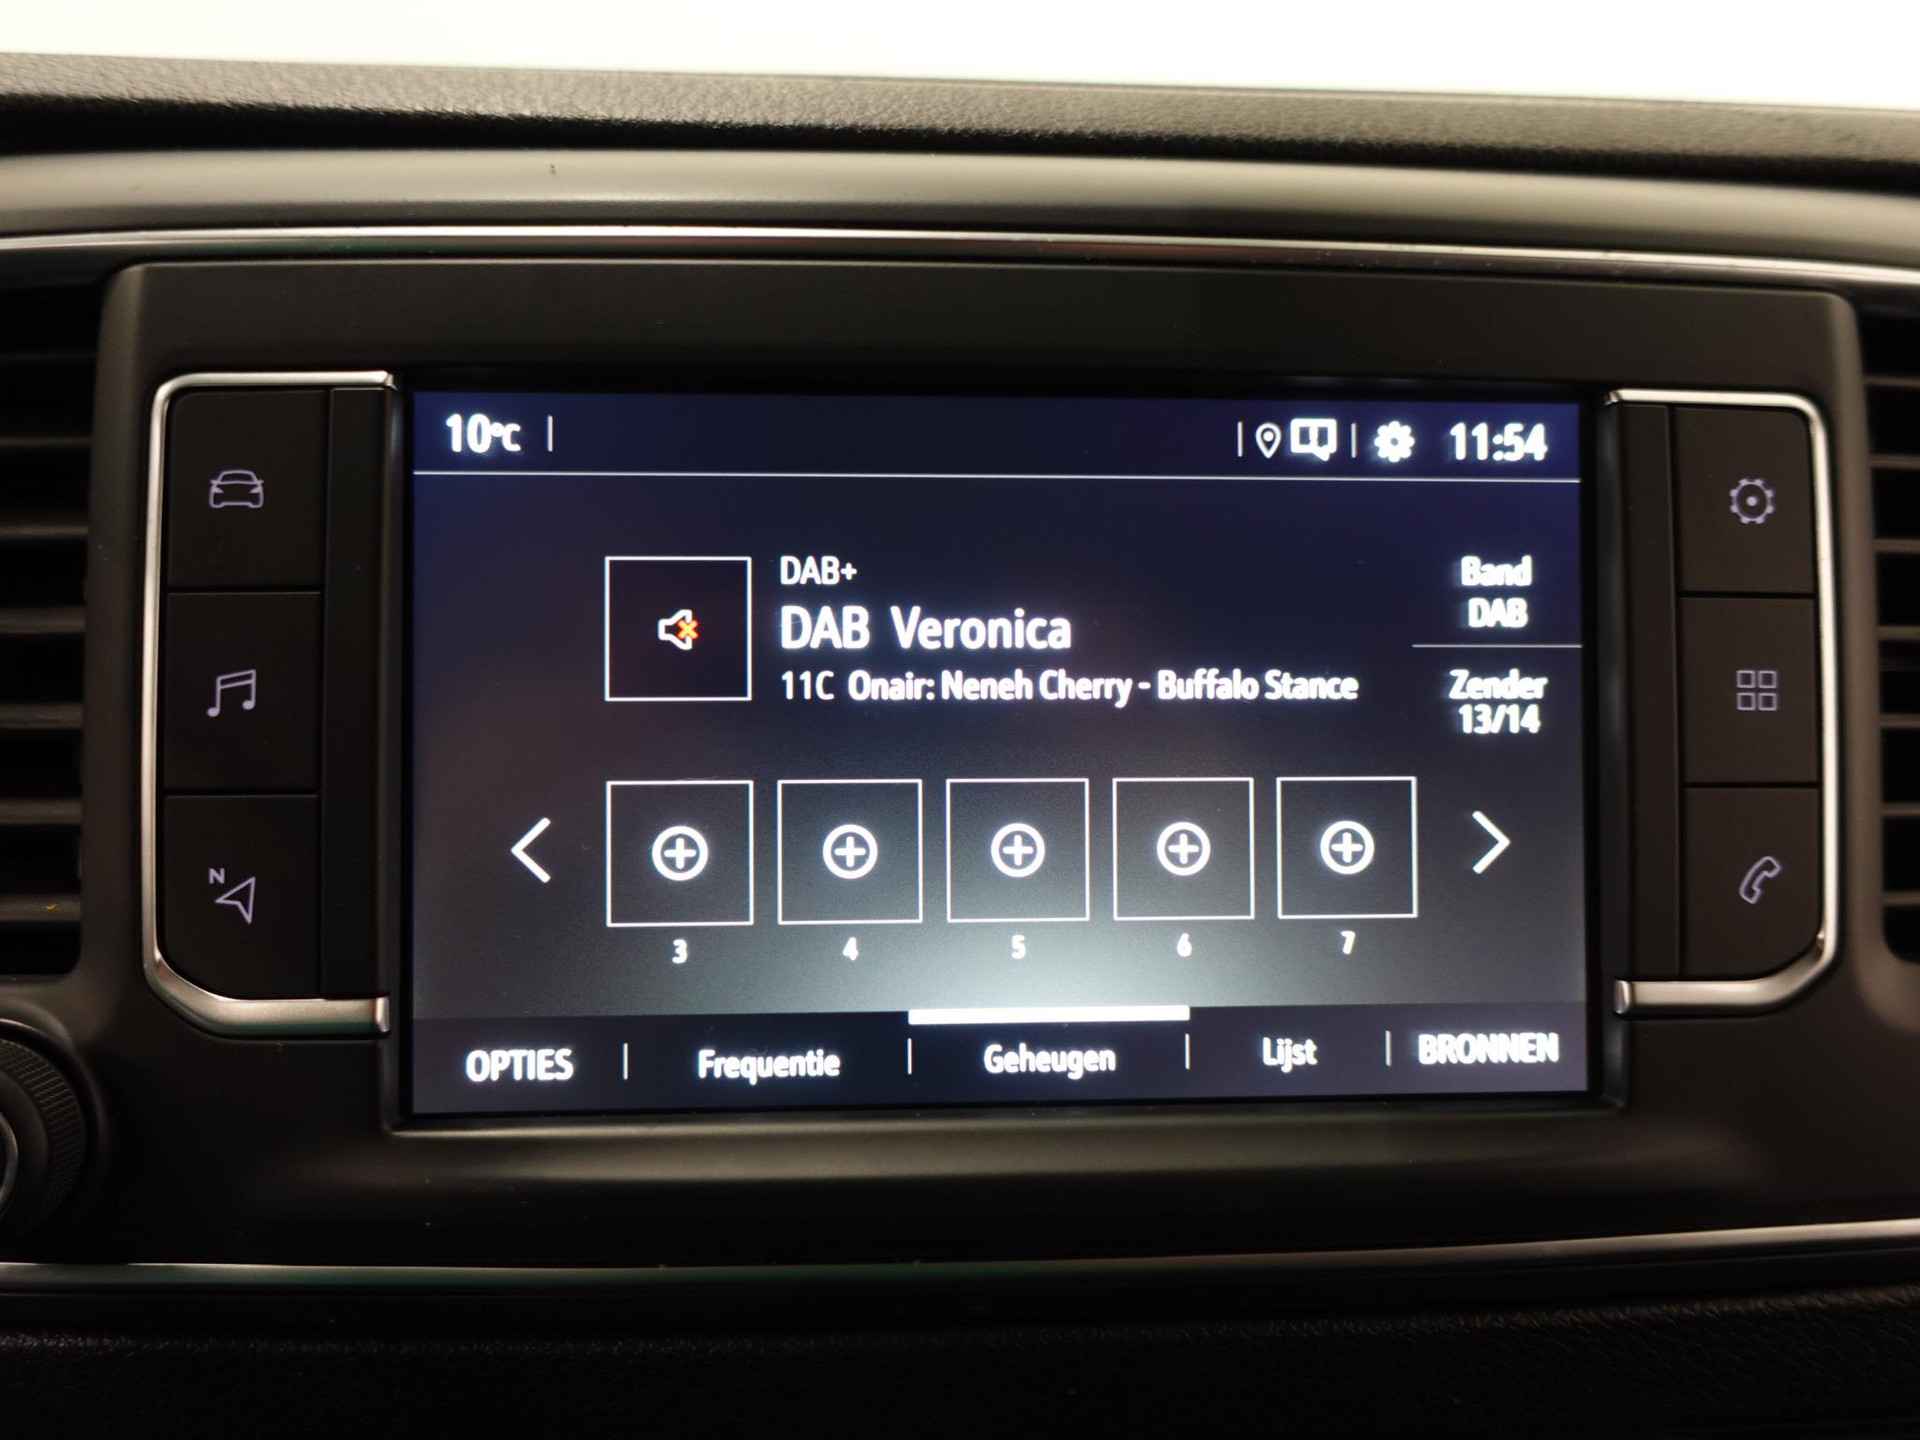 10°C
11:54
DAB+
DAB Veronica
11C Onair: Neneh Cherry - Buffalo Stance
Band
DAB
Zender
13/14
3 4 5 6 7
N
OPTIES Frequentie Geheugen Lijst BRONNEN